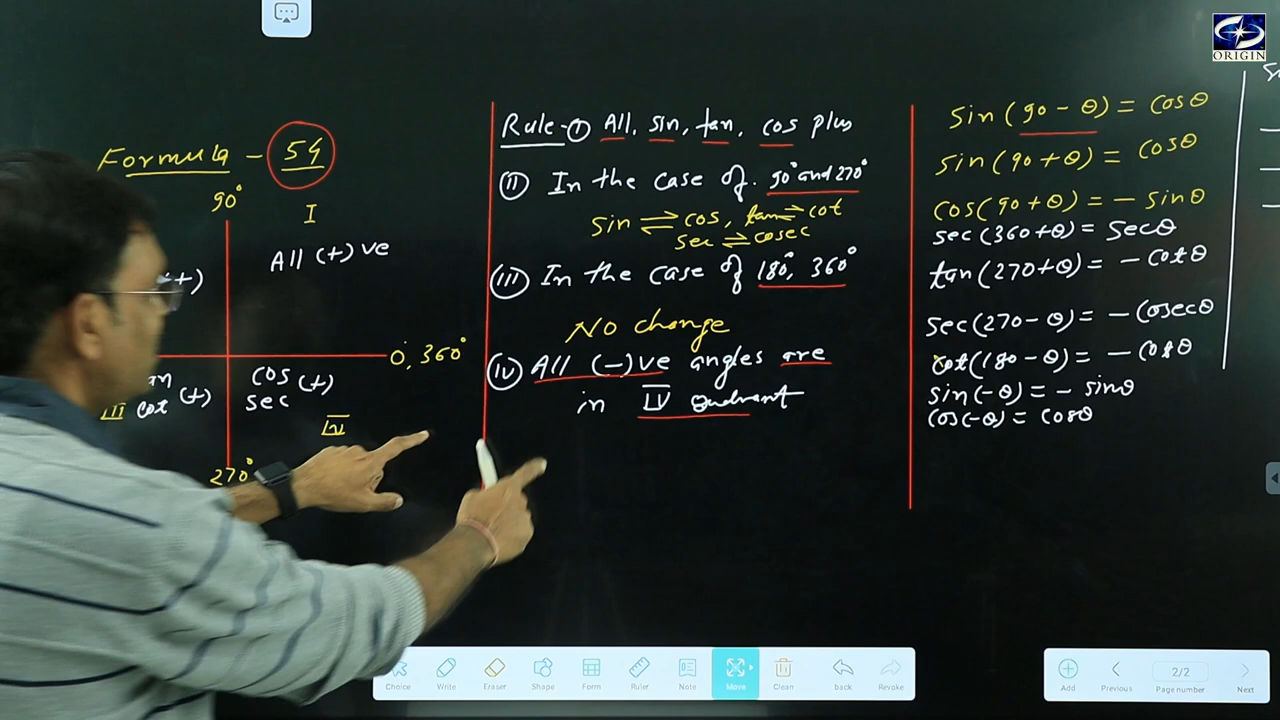 ORIGIN
Formula - 54
90°
I
All (+)ve
(+)
0°, 360°
cot (+)
III
cos
sec (+)
IV
270°
Rule-① All, sin, tan, cos plus
(II) In the case of. 90° and 270°
sin ⇌ cos, tan ⇌ cot
sec ⇌ cosec
(III) In the case of 180°, 360°
No change
(IV) All (-)ve angles are
in IV Quadrant
sin(90-θ) = cosθ
sin(90+θ) = cosθ
cos(90+θ) = - sinθ
sec(360+θ) = secθ
tan(270+θ) = - cotθ
sec(270-θ) = - cosecθ
cot(180-θ) = - cotθ
sin(-θ) = - sinθ
cos(-θ) = cosθ
Choice Write Eraser Shape Form Ruler Note Move Clean back Revoke
Add Previous 2/2 Page number Next